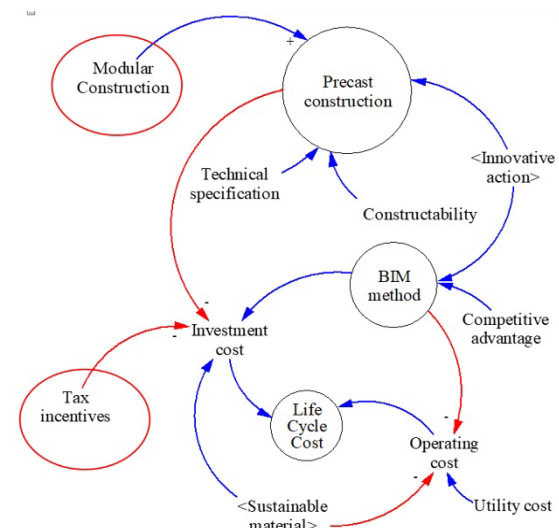 +
Modular
Construction
Precast
construction
<Innovative
action>
Technical
specification
Constructability
BIM
method
-
-
Investment
cost
Competitive
advantage
Tax
incentives
Life
Cycle
Cost
-
Operating
cost
-
<Sustainable
material>
Utility cost